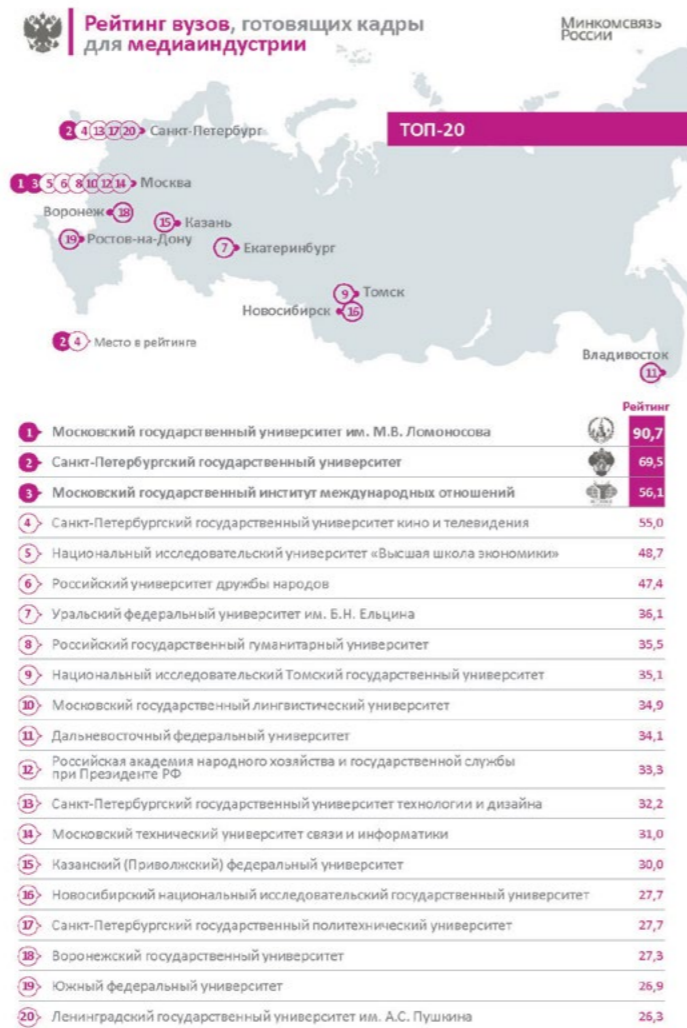 Рейтинг вузов, готовящих кадры
для медиаиндустрии
Минкомсвязь
России
ТОП-20
2 4 13 17 20 Санкт-Петербург
1 3 5 6 8 10 12 14 Москва
Воронеж 18
15 Казань
19 Ростов-на-Дону
7 Екатеринбург
9 Томск
Новосибирск 16
2 4 Место в рейтинге
Владивосток
11
Рейтинг
1 Московский государственный университет им. М.В. Ломоносова 90,7
2 Санкт-Петербургский государственный университет 69,5
3 Московский государственный институт международных отношений 56,1
4 Санкт-Петербургский государственный университет кино и телевидения 55,0
5 Национальный исследовательский университет «Высшая школа экономики» 48,7
6 Российский университет дружбы народов 47,4
7 Уральский федеральный университет им. Б.Н. Ельцина 36,1
8 Российский государственный гуманитарный университет 35,5
9 Национальный исследовательский Томский государственный университет 35,1
10 Московский государственный лингвистический университет 34,9
11 Дальневосточный федеральный университет 34,1
12 Российская академия народного хозяйства и государственной службы
при Президенте РФ 33,3
13 Санкт-Петербургский государственный университет технологии и дизайна 32,2
14 Московский технический университет связи и информатики 31,0
15 Казанский (Приволжский) федеральный университет 30,0
16 Новосибирский национальный исследовательский государственный университет 27,7
17 Санкт-Петербургский государственный политехнический университет 27,7
18 Воронежский государственный университет 27,3
19 Южный федеральный университет 26,9
20 Ленинградский государственный университет им. А.С. Пушкина 26,3